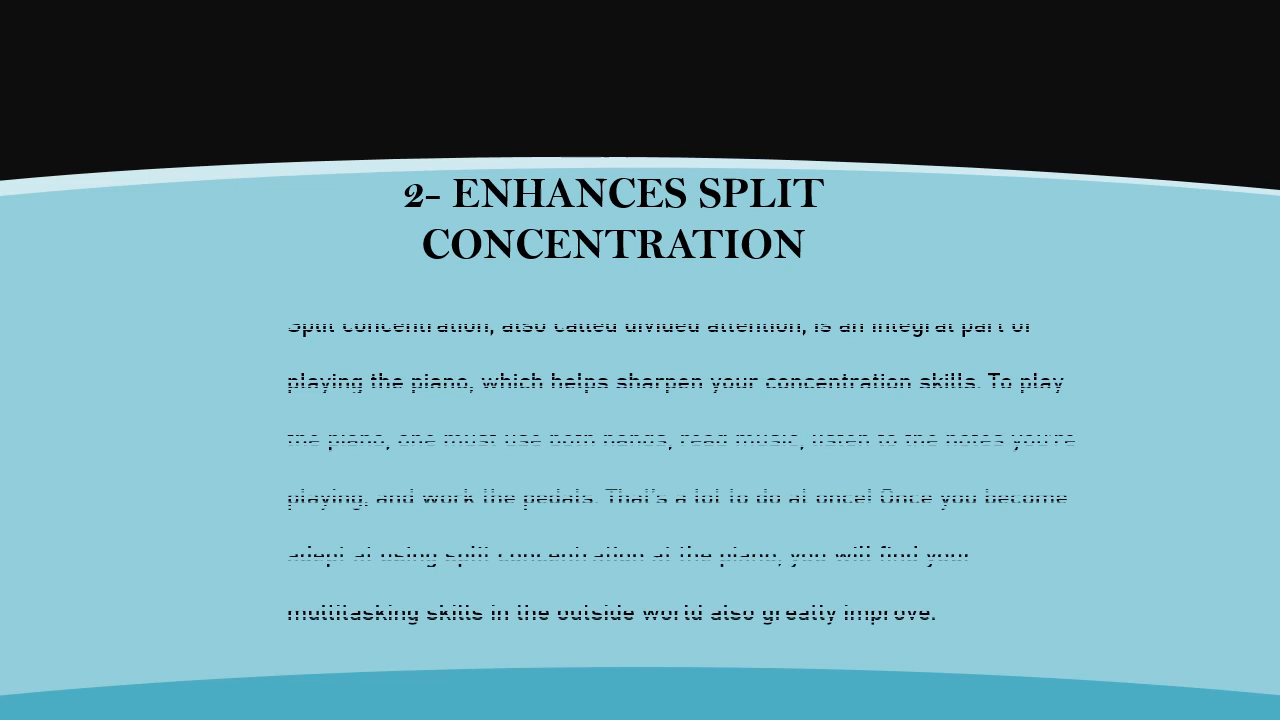 2- ENHANCES SPLIT
CONCENTRATION
Split concentration, also called divided attention, is an integral part of
playing the piano, which helps sharpen your concentration skills. To play
the piano, one must use both hands, read music, listen to the notes you're
playing, and work the pedals. That's a lot to do at once! Once you become
adept at using split concentration at the piano, you will find your
multitasking skills in the outside world also greatly improve.